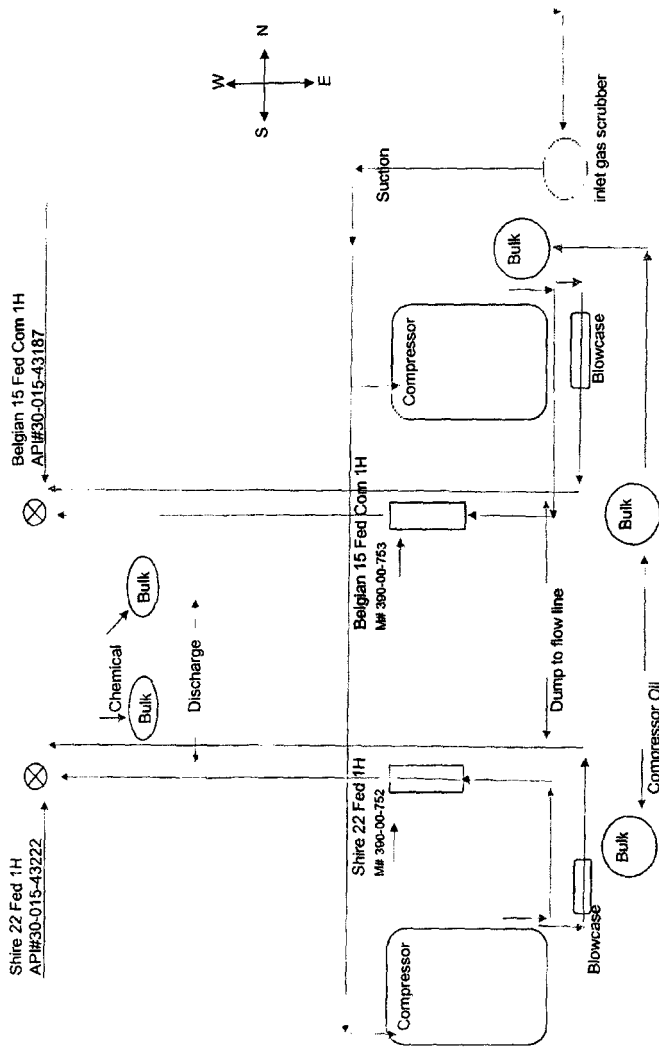 Shire 22 Fed 1H
API#30-015-43222
Belgian 15 Fed Com 1H
API#30-015-43187
Chemical
Bulk
Bulk
Discharge
W
S
N
E
Shire 22 Fed 1H
M# 390-00-752
Belgian 15 Fed Com 1H
M# 390-00-753
Suction
Compressor
Compressor
Dump to flow line
Bulk
Blowcase
Blowcase
inlet gas scrubber
Bulk
Bulk
Compressor Oil